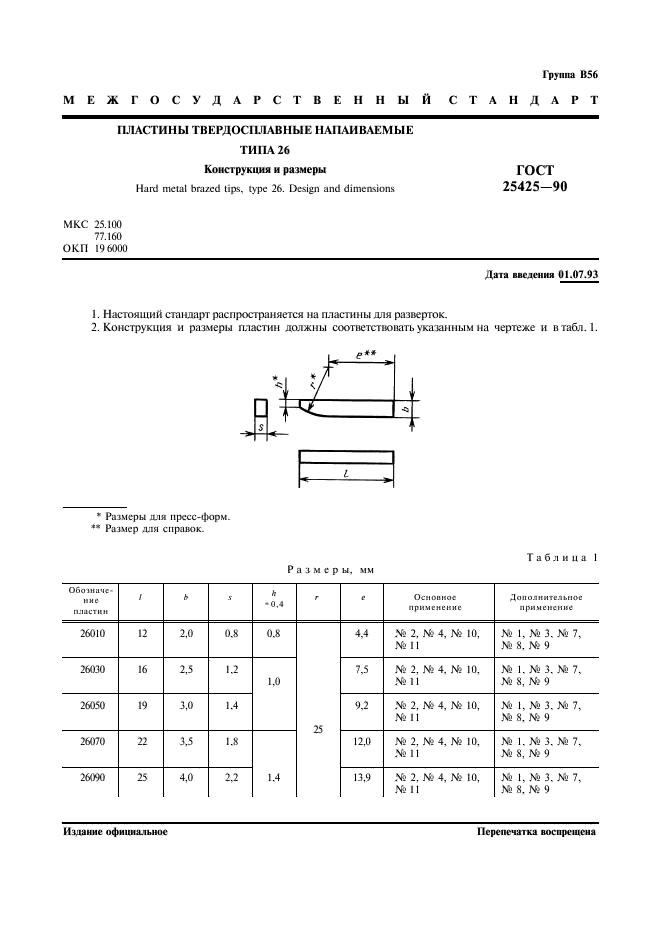 Группа В56
МЕЖГОСУДАРСТВЕННЫЙ СТАНДАРТ
ПЛАСТИНЫ ТВЕРДОСПЛАВНЫЕ НАПАИВАЕМЫЕ
ТИПА 26
Конструкция и размеры
Hard metal brazed tips, type 26. Design and dimensions
ГОСТ
25425—90
МКС 25.100
77.160
ОКП 19 6000
Дата введения 01.07.93
1. Настоящий стандарт распространяется на пластины для разверток.
2. Конструкция и размеры пластин должны соответствовать указанным на чертеже и в табл. 1.
e**
h*
r*
b
s
l
* Размеры для пресс-форм.
** Размер для справок.
Таблица 1
Размеры, мм
Обозначе-
ние
пластин
l
b
s
h
+0,4
r
e
Основное
применение
Дополнительное
применение
26010 12 2,0 0,8 0,8 4,4 № 2, № 4, № 10, № 1, № 3, № 7,
№ 11 № 8, № 9
26030 16 2,5 1,2 7,5 № 2, № 4, № 10, № 1, № 3, № 7,
1,0 № 11 № 8, № 9
26050 19 3,0 1,4 9,2 № 2, № 4, № 10, № 1, № 3, № 7,
№ 11 № 8, № 9
25
26070 22 3,5 1,8 12,0 № 2, № 4, № 10, № 1, № 3, № 7,
№ 11 № 8, № 9
26090 25 4,0 2,2 1,4 13,9 № 2, № 4, № 10, № 1, № 3, № 7,
№ 11 № 8, № 9
Издание официальное Перепечатка воспрещена